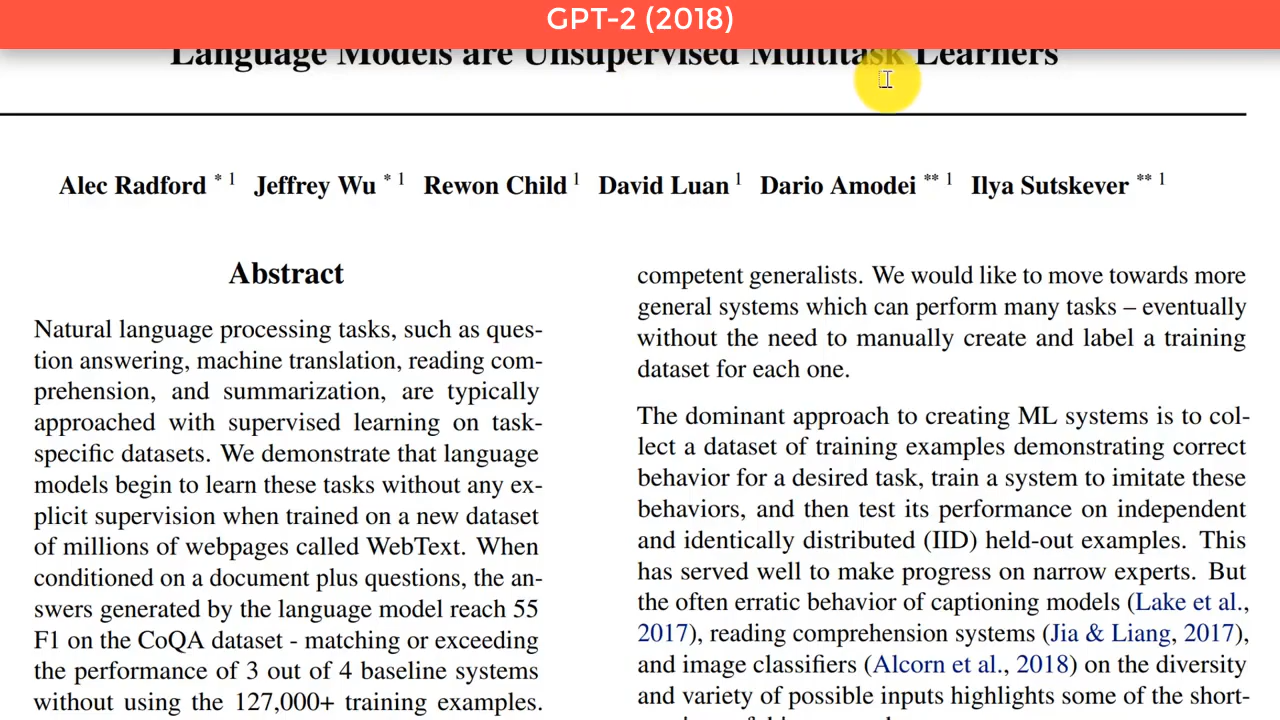 GPT-2 (2018)
Language Models are Unsupervised Multitask Learners
Alec Radford * 1 Jeffrey Wu * 1 Rewon Child 1 David Luan 1 Dario Amodei ** 1 Ilya Sutskever ** 1
Abstract
Natural language processing tasks, such as ques-
tion answering, machine translation, reading com-
prehension, and summarization, are typically
approached with supervised learning on task-
specific datasets. We demonstrate that language
models begin to learn these tasks without any ex-
plicit supervision when trained on a new dataset
of millions of webpages called WebText. When
conditioned on a document plus questions, the an-
swers generated by the language model reach 55
F1 on the CoQA dataset - matching or exceeding
the performance of 3 out of 4 baseline systems
without using the 127,000+ training examples.
competent generalists. We would like to move towards more
general systems which can perform many tasks – eventually
without the need to manually create and label a training
dataset for each one.
The dominant approach to creating ML systems is to col-
lect a dataset of training examples demonstrating correct
behavior for a desired task, train a system to imitate these
behaviors, and then test its performance on independent
and identically distributed (IID) held-out examples. This
has served well to make progress on narrow experts. But
the often erratic behavior of captioning models (Lake et al.,
2017), reading comprehension systems (Jia & Liang, 2017),
and image classifiers (Alcorn et al., 2018) on the diversity
and variety of possible inputs highlights some of the short-